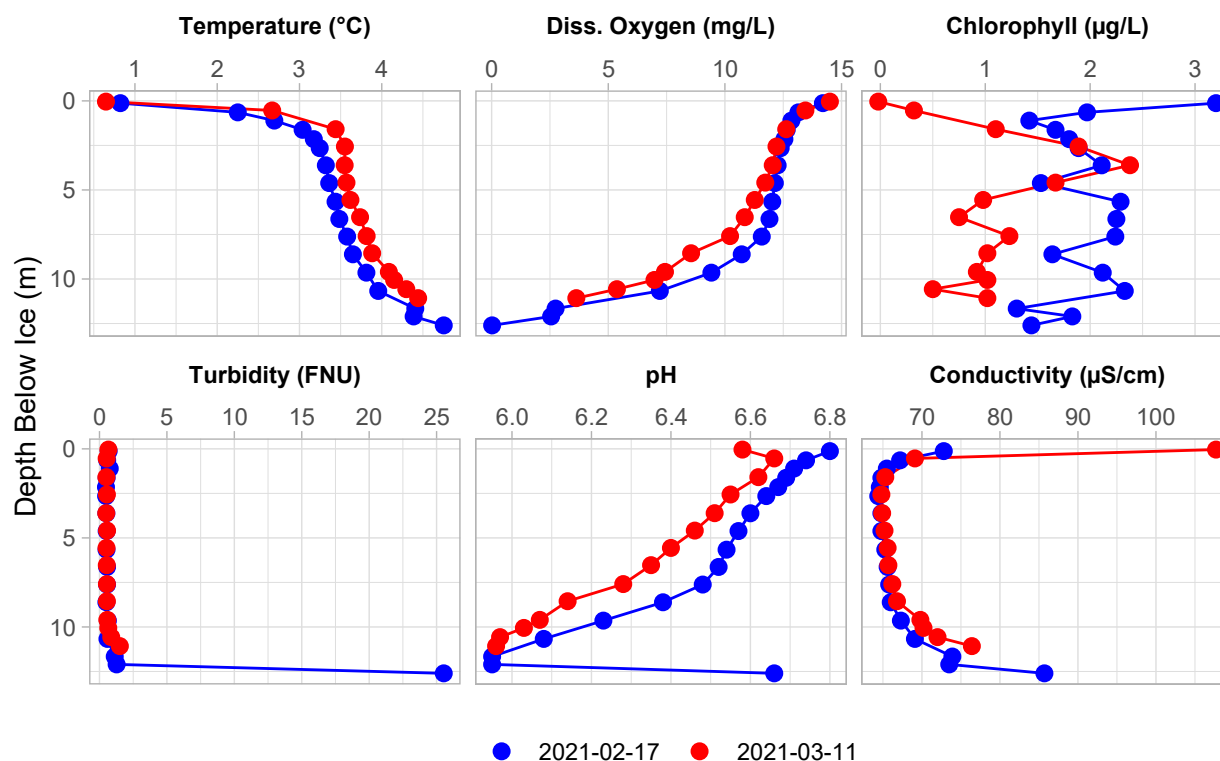 Temperature (°C) Diss. Oxygen (mg/L) Chlorophyll (µg/L)
1 2 3 4 0 5 10 15 0 1 2 3
0
5
10
Depth Below Ice (m)
Turbidity (FNU) pH Conductivity (µS/cm)
0 5 10 15 20 25 6.0 6.2 6.4 6.6 6.8 70 80 90 100
0
5
10
2021-02-17 2021-03-11